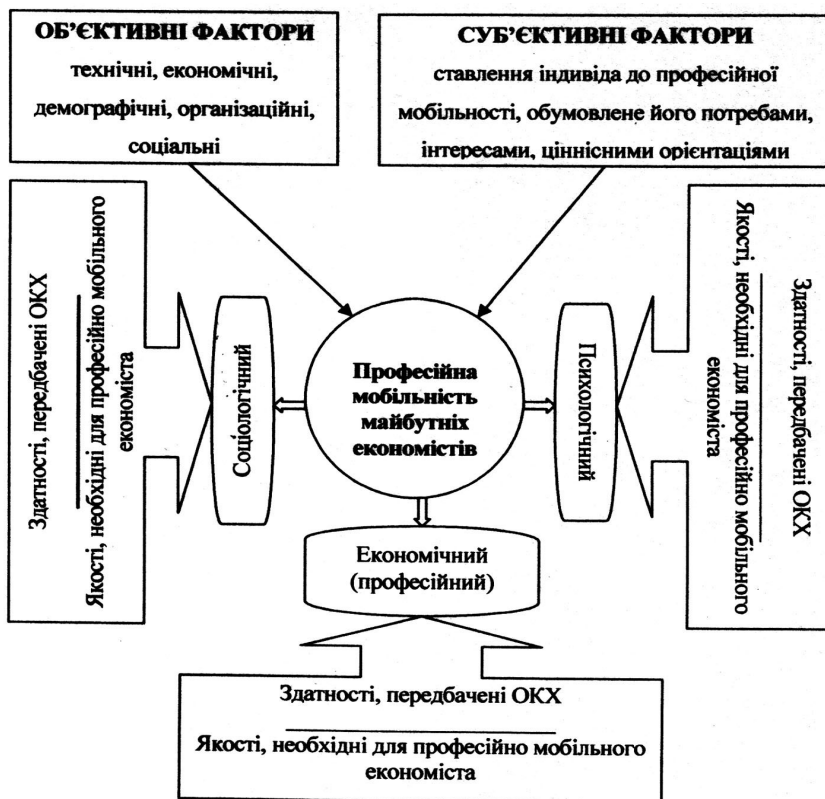 ОБ’ЄКТИВНІ ФАКТОРИ
технічні, економічні,
демографічні, організаційні,
соціальні
СУБ’ЄКТИВНІ ФАКТОРИ
ставлення індивіда до професійної
мобільності, обумовлене його потребами,
інтересами, ціннісними орієнтаціями
Здатності, передбачені ОКХ
Якості, необхідні для професійно мобільного
економіста
Соціологічний
Професійна
мобільність
майбутніх
економістів
Психологічний
Здатності, передбачені ОКХ
Якості, необхідні для професійно мобільного
економіста
Економічний
(професійний)
Здатності, передбачені ОКХ
Якості, необхідні для професійно мобільного
економіста